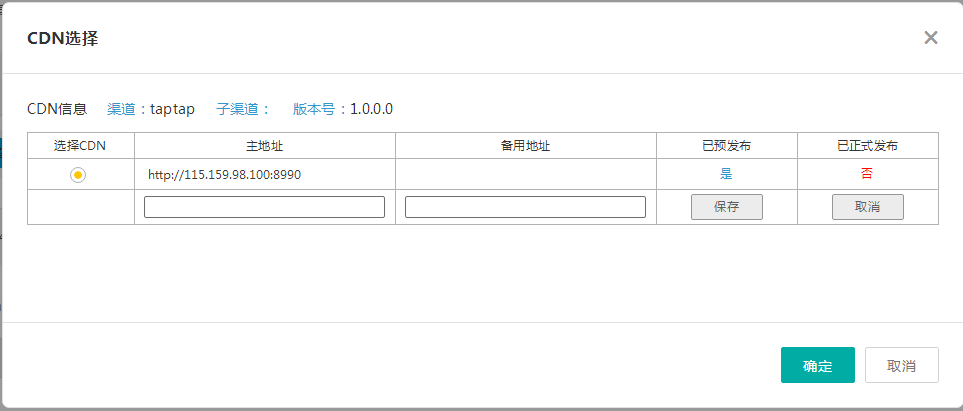 CDN选择
CDN信息 渠道：taptap 子渠道： 版本号：1.0.0.0
选择CDN 主地址 备用地址 已预发布 已正式发布
http://115.159.98.100:8990 是 否
保存 取消
确定 取消